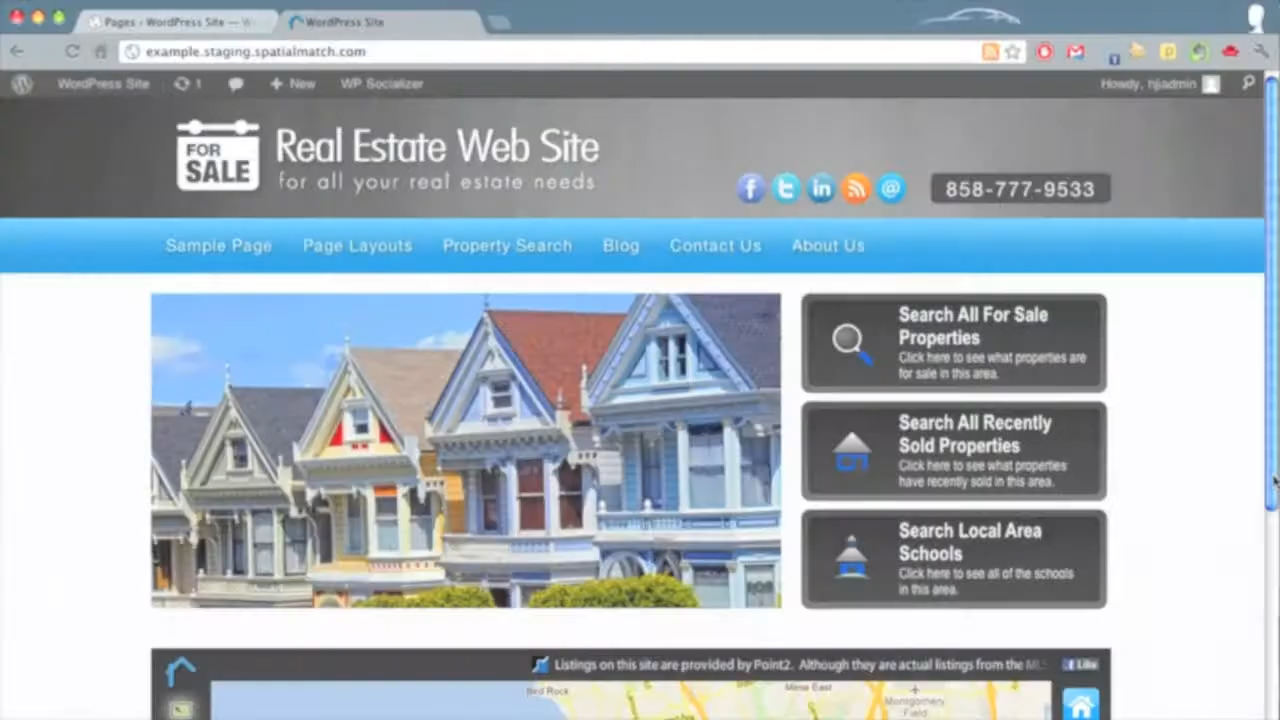 Pages ‹ WordPress Site — W
WordPress Site
example.staging.spatialmatch.com
WordPress Site
1
New
WP Socializer
Howdy, hjiadmin
FOR
SALE
Real Estate Web Site
for all your real estate needs
858-777-9533
Sample Page
Page Layouts
Property Search
Blog
Contact Us
About Us
Search All For Sale
Properties
Click here to see what properties are
for sale in this area.
Search All Recently
Sold Properties
Click here to see what properties
have recently sold in this area.
Search Local Area
Schools
Click here to see all of the schools
in this area.
Listings on this site are provided by Point2. Although they are actual listings from the ML
Like
Bird Rock
Mira East
Montgomery
Field